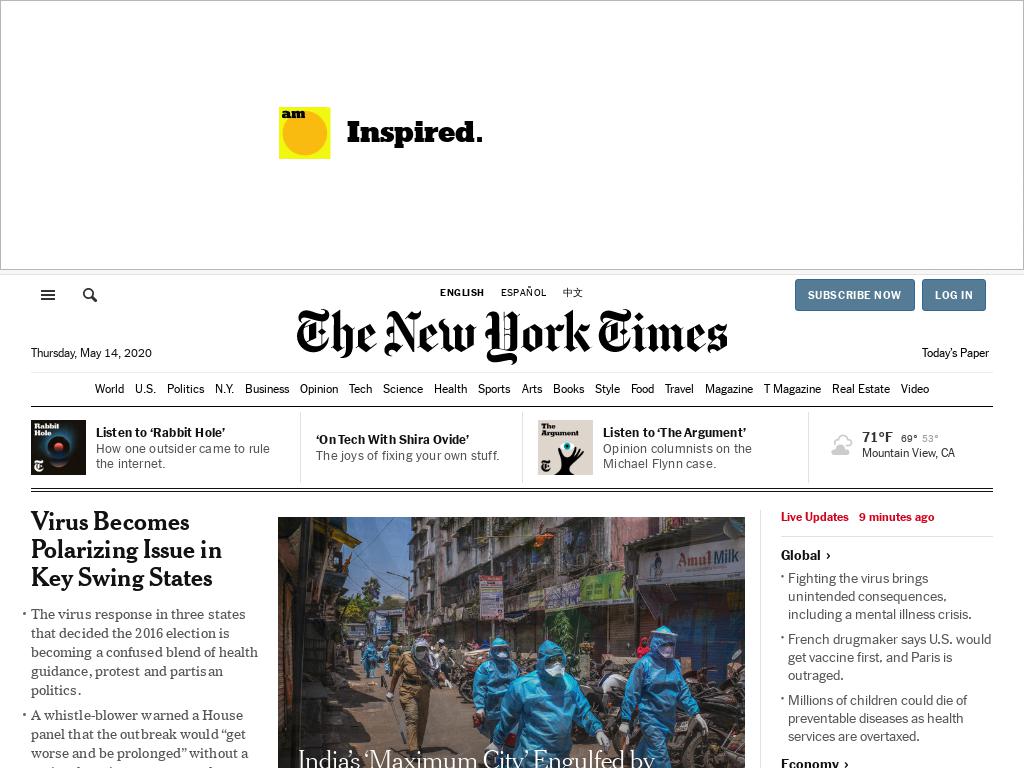 am
Inspired.
ENGLISH ESPAÑOL 中文
SUBSCRIBE NOW LOG IN
The New York Times
Thursday, May 14, 2020
Today's Paper
World U.S. Politics N.Y. Business Opinion Tech Science Health Sports Arts Books Style Food Travel Magazine T Magazine Real Estate Video
Rabbit
Hole
Listen to ‘Rabbit Hole’
How one outsider came to rule
the internet.
‘On Tech With Shira Ovide’
The joys of fixing your own stuff.
The
Argument
Listen to ‘The Argument’
Opinion columnists on the
Michael Flynn case.
71°F 69° 53°
Mountain View, CA
Virus Becomes
Polarizing Issue in
Key Swing States
• The virus response in three states
that decided the 2016 election is
becoming a confused blend of health
guidance, protest and partisan
politics.
• A whistle-blower warned a House
panel that the outbreak would “get
worse and be prolonged” without a
Amul Milk
India’s ‘Maximum City’ Engulfed by
Live Updates 9 minutes ago
Global ›
• Fighting the virus brings
unintended consequences,
including a mental illness crisis.
• French drugmaker says U.S. would
get vaccine first, and Paris is
outraged.
• Millions of children could die of
preventable diseases as health
services are overtaxed.
Economy ›